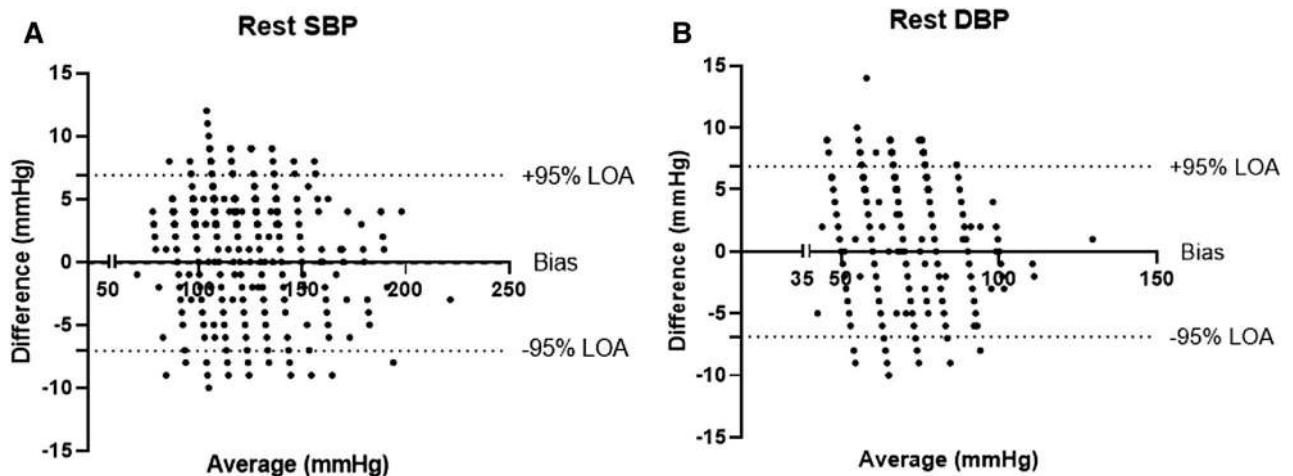 A
Rest SBP
15
10
5
0
-5
-10
-15
Difference (mmHg)
50
100
150
200
250
+95% LOA
Bias
-95% LOA
Average (mmHg)
B
Rest DBP
15
10
5
0
-5
-10
-15
Difference (mmHg)
35
50
100
150
+95% LOA
Bias
-95% LOA
Average (mmHg)